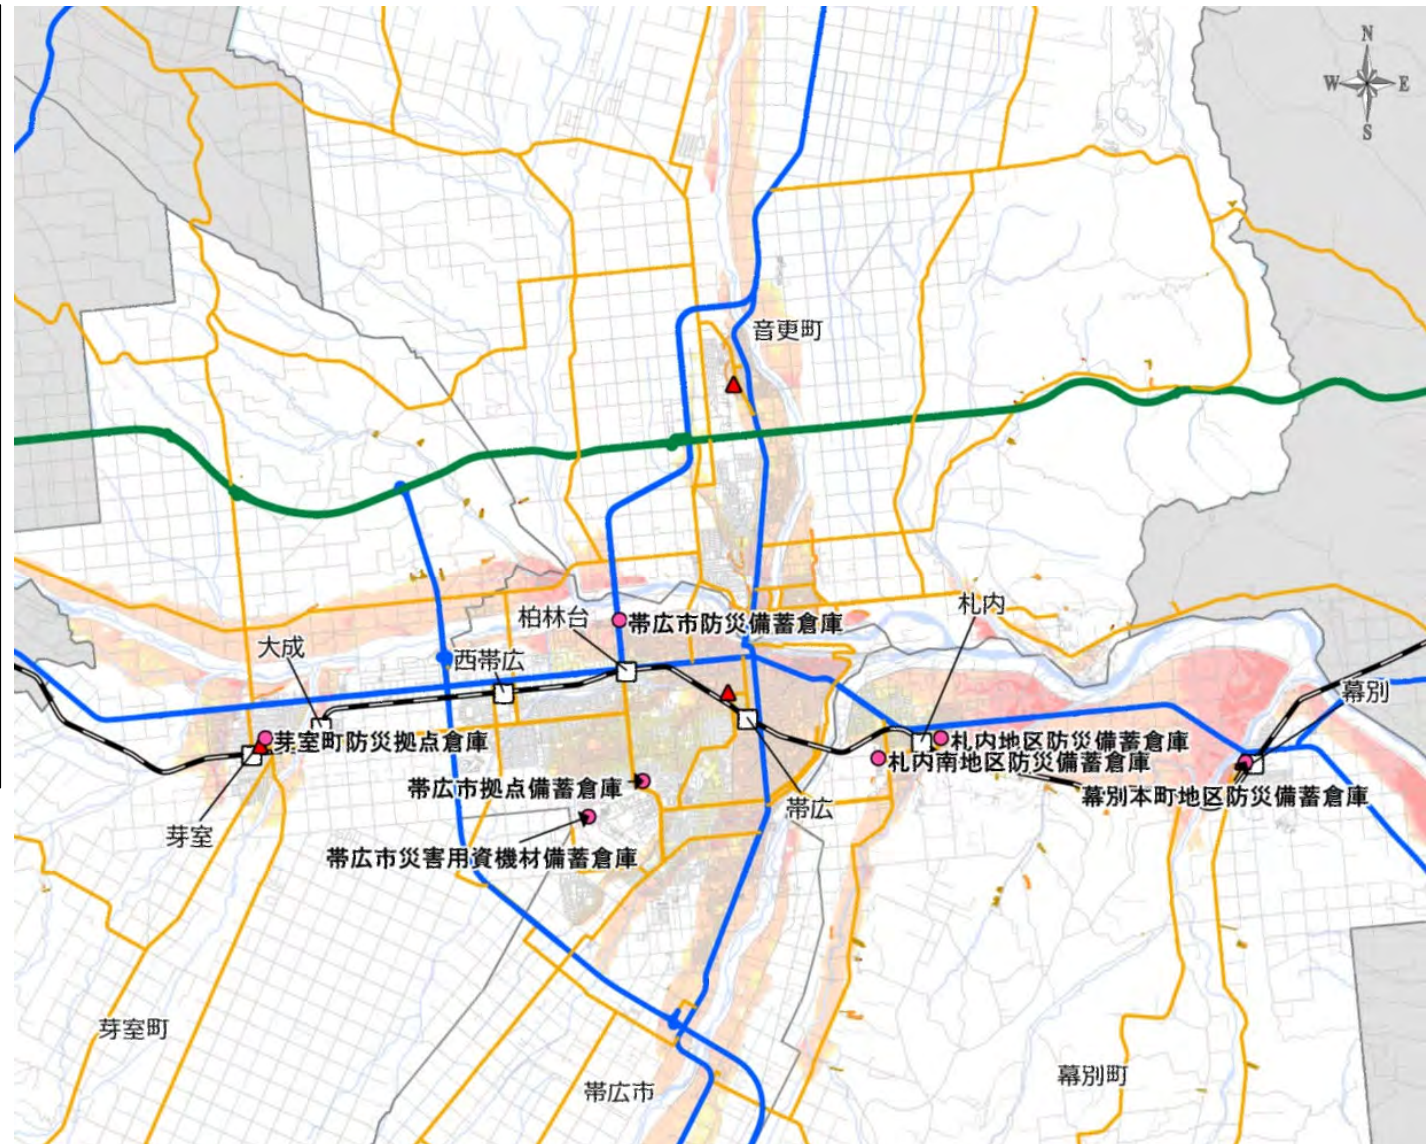 N
W
E
S
音更町
札内
柏林台
帯広市防災備蓄倉庫
大成
西帯広
幕別
芽室町防災拠点倉庫
札内地区防災備蓄倉庫
札内南地区防災備蓄倉庫
帯広市拠点備蓄倉庫
幕別本町地区防災備蓄倉庫
帯広
芽室
帯広市災害用資機材備蓄倉庫
芽室町
幕別町
帯広市